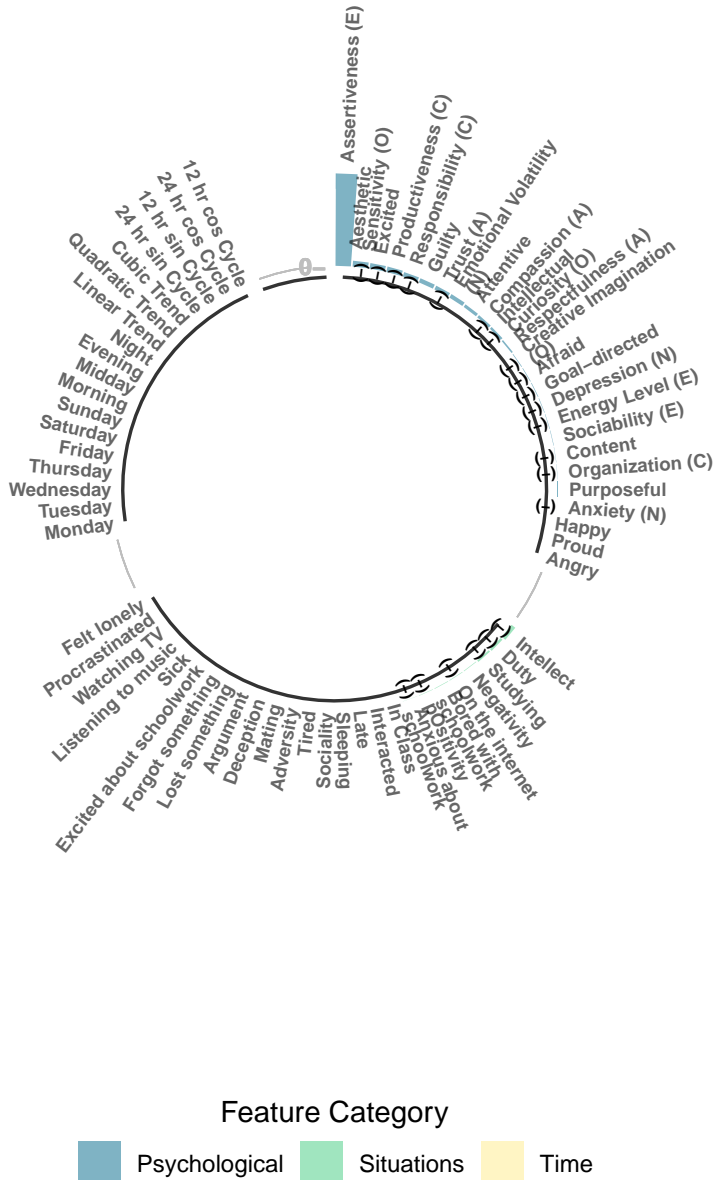 Assertiveness (E)
Aesthetic
Sensitivity (O)
Excited
Productiveness (C)
Responsibility (C)
Guilty
Trust (A)
Emotional Volatility
(N)
Attentive
Compassion (A)
Intellectual
Curiosity (O)
Respectfulness (A)
Creative Imagination
(O)
Afraid
Goal–directed
Depression (N)
Energy Level (E)
Sociability (E)
Content
Organization (C)
Purposeful
Anxiety (N)
Happy
Proud
Angry
Intellect
Duty
Studying
Negativity
On the internet
Bored with
schoolwork
pOsitivity
Anxious about
schoolwork
In Class
Interacted
Late
Sleeping
Sociality
Tired
Adversity
Mating
Deception
Argument
Lost something
Forgot something
Excited about schoolwork
Sick
Listening to music
Watching TV
Procrastinated
Felt lonely
Monday
Tuesday
Wednesday
Thursday
Friday
Saturday
Sunday
Morning
Midday
Evening
Night
Linear Trend
Quadratic Trend
Cubic Trend
24 hr sin Cycle
12 hr sin Cycle
24 hr cos Cycle
12 hr cos Cycle
Feature Category
Psychological
Situations
Time